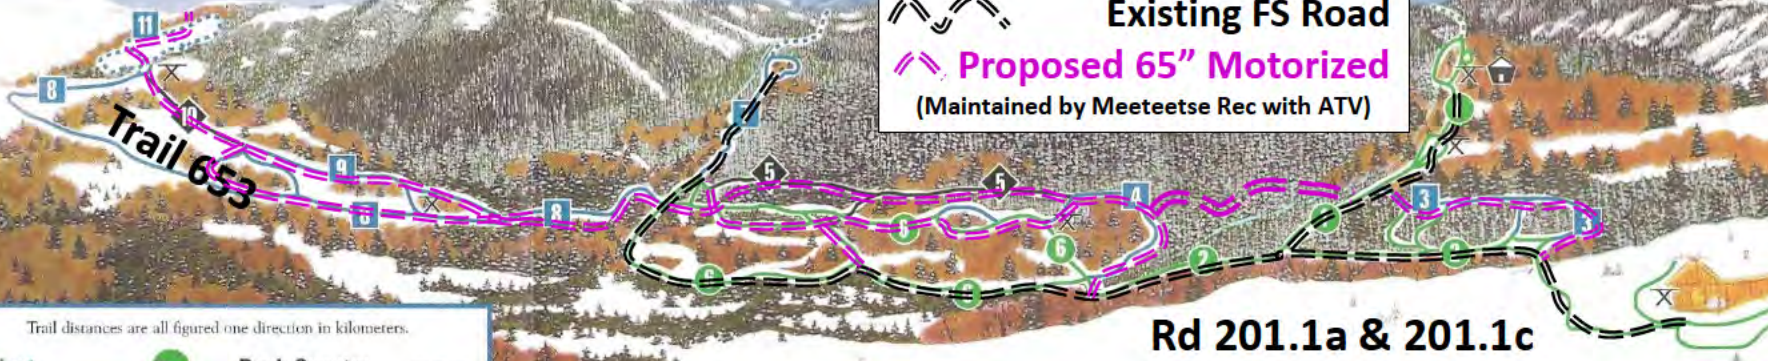 11
Existing FS Road
Proposed 65” Motorized
(Maintained by Meeteetse Rec with ATV)
8
10
7
Trail 653
9
5
5
4
3
3
8
8
6
6
2
2
6
Rd 201.1a & 201.1c
Trail distances are all figured one direction in kilometers.